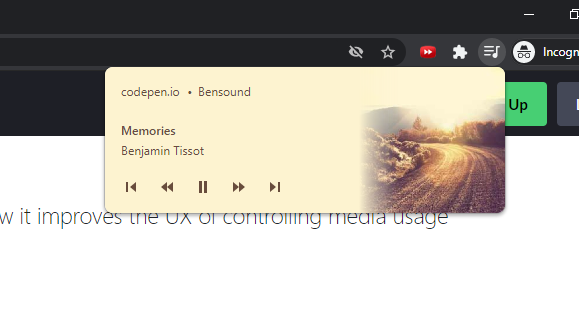 Incogn
codepen.io • Bensound
Up
Memories
Benjamin Tissot
w it improves the UX of controlling media usage